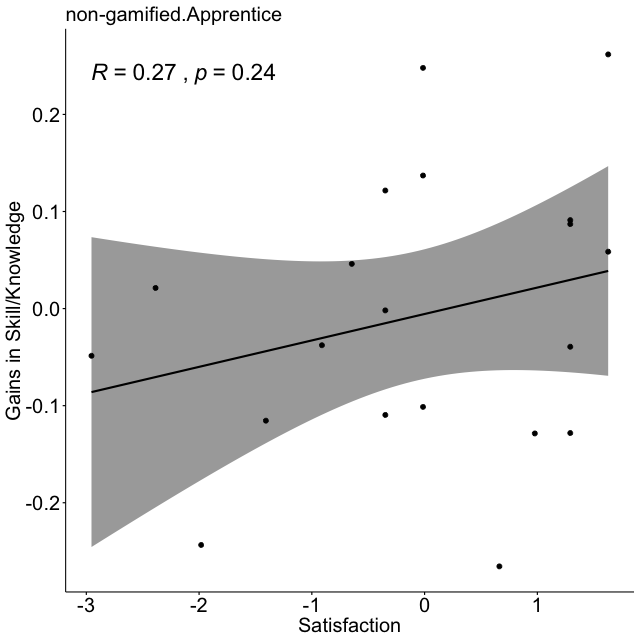 non-gamified.Apprentice
R = 0.27 , p = 0.24
Gains in Skill/Knowledge
0.2
0.1
0.0
-0.1
-0.2
-3 -2 -1 0 1
Satisfaction